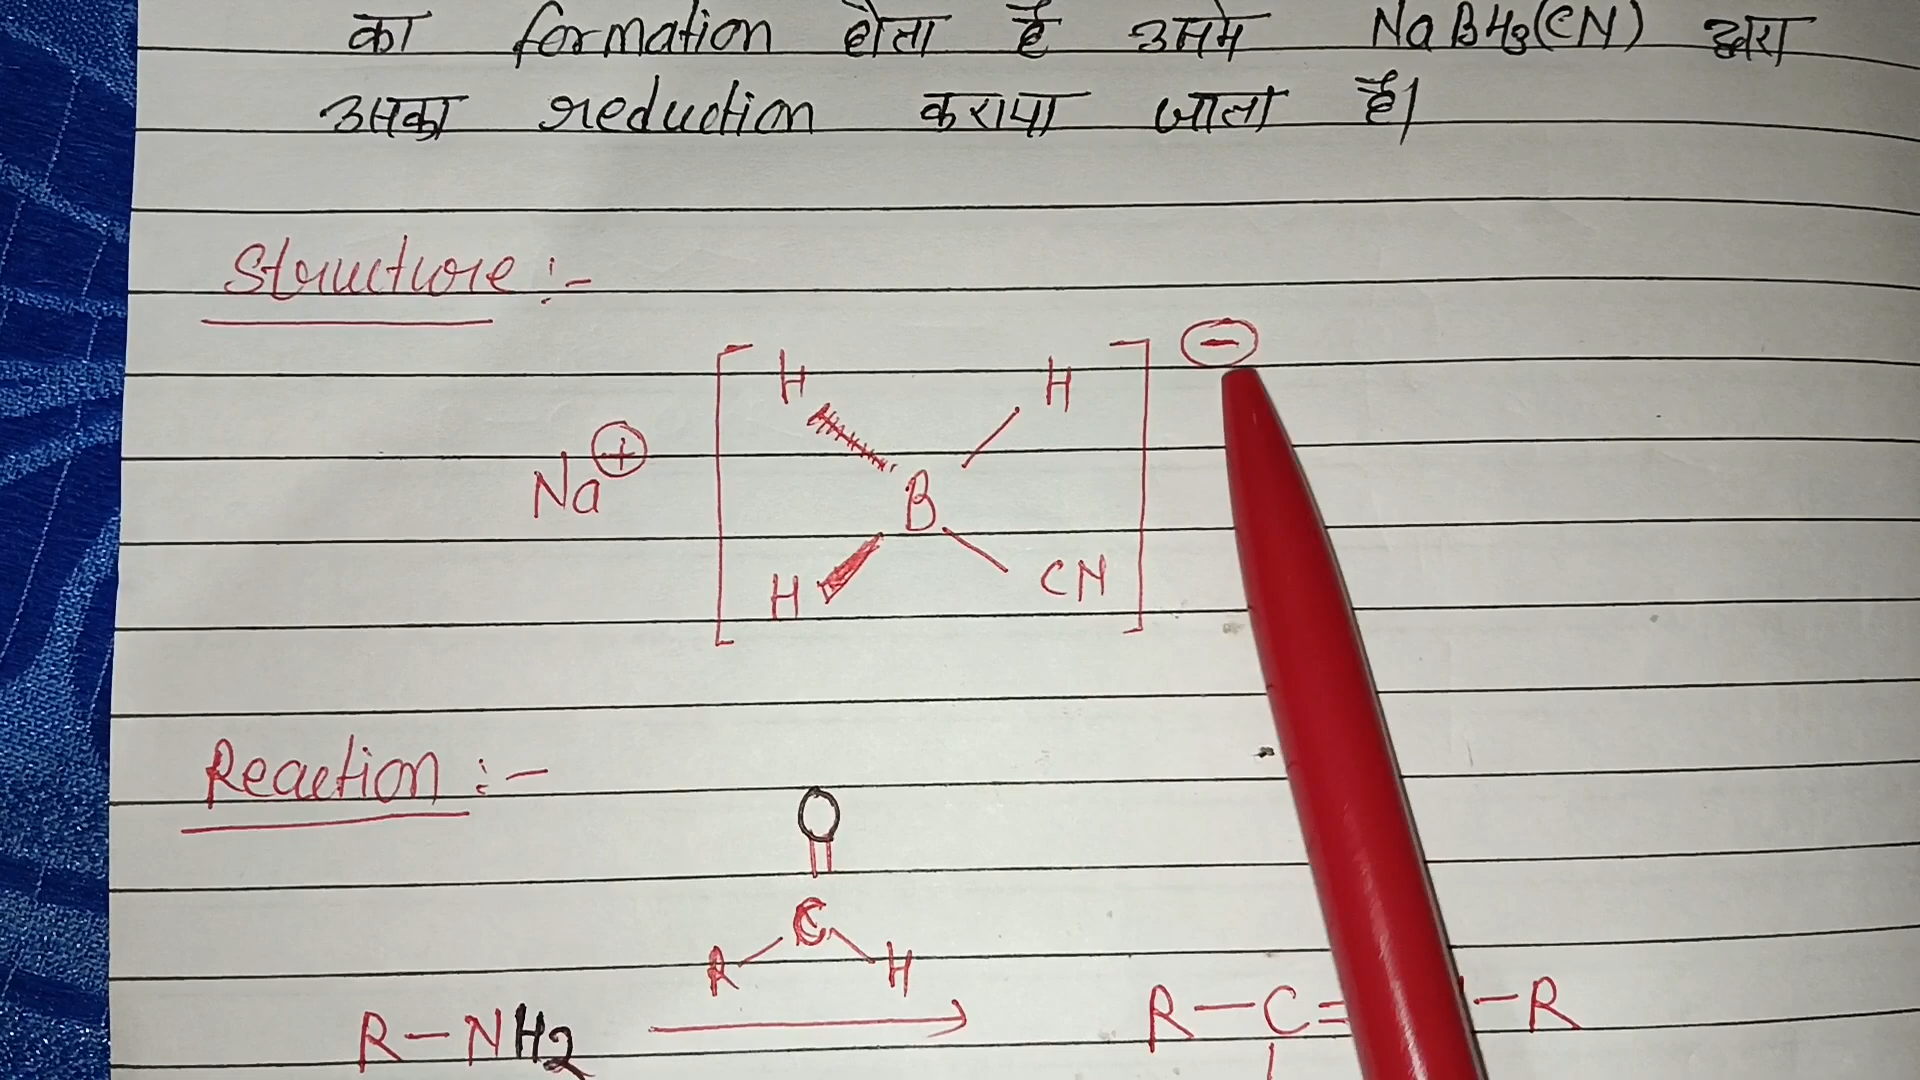 का formation होता है उसमे NaBH3(CN) द्वारा
उसका reduction कराया जाता है।
Structure :-
⊖
H H
Na⊕
B
H CN
Reaction :-
O
C
R H
R-NH2 R-C= -R